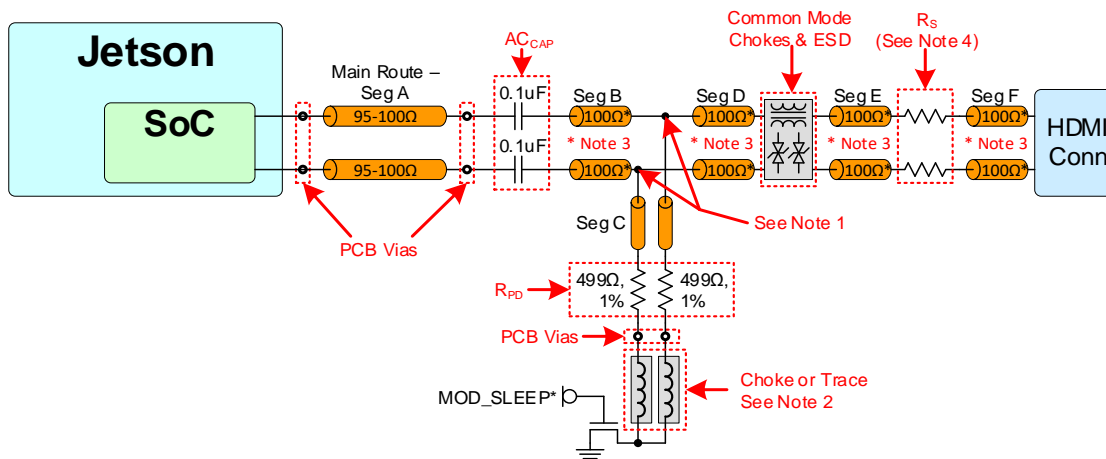 Jetson
SoC
Main Route –
Seg A
95-100Ω
95-100Ω
PCB Vias
AC_CAP
0.1uF
0.1uF
Seg B
100Ω*
* Note 3
100Ω*
Seg D
100Ω*
* Note 3
100Ω*
Common Mode
Chokes & ESD
Seg E
100Ω*
* Note 3
100Ω*
R_S
(See Note 4)
Seg F
100Ω*
* Note 3
100Ω*
HDMI
Conn
See Note 1
Seg C
R_PD
499Ω,
1%
499Ω,
1%
PCB Vias
Choke or Trace
See Note 2
MOD_SLEEP*